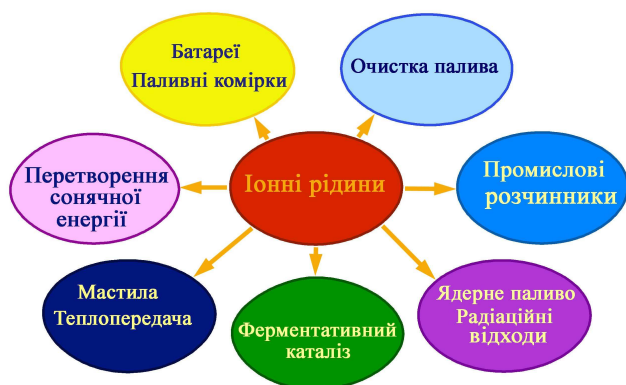 Батареї
Паливні комірки
Очистка палива
Перетворення
сонячної
енергії
Іонні рідини
Промислові
розчинники
Мастила
Теплопередача
Ферментативний
каталіз
Ядерне паливо
Радіаційні
відходи